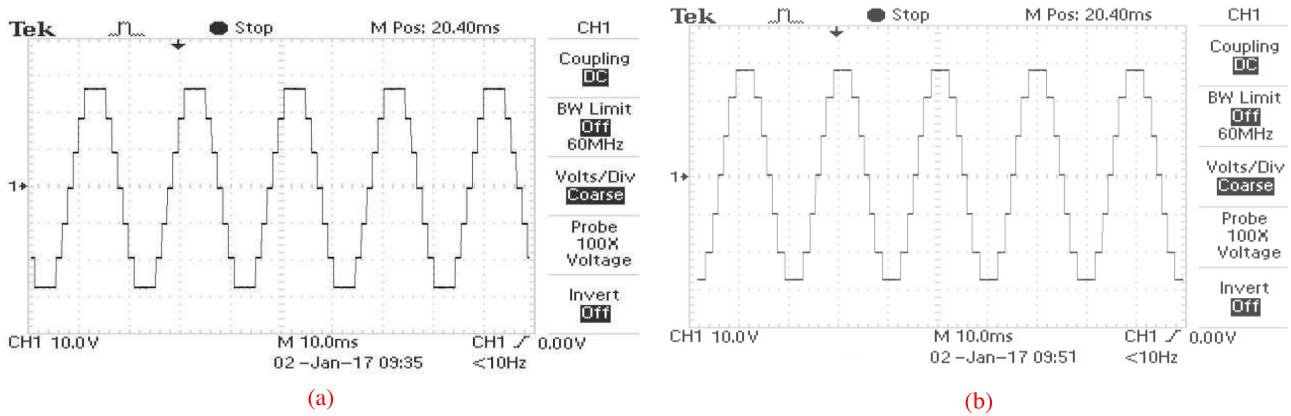 Tek Stop M Pos: 20.40ms CH1
Coupling
DC
BW Limit
Off
60MHz
1
Volts/Div
Coarse
Probe
100X
Voltage
Invert
Off
CH1 10.0V M 10.0ms CH1 0.00V
02-Jan-17 09:35 <10Hz
(a)
Tek Stop M Pos: 20.40ms CH1
Coupling
DC
BW Limit
Off
60MHz
1
Volts/Div
Coarse
Probe
100X
Voltage
Invert
Off
CH1 10.0V M 10.0ms CH1 0.00V
02-Jan-17 09:51 <10Hz
(b)